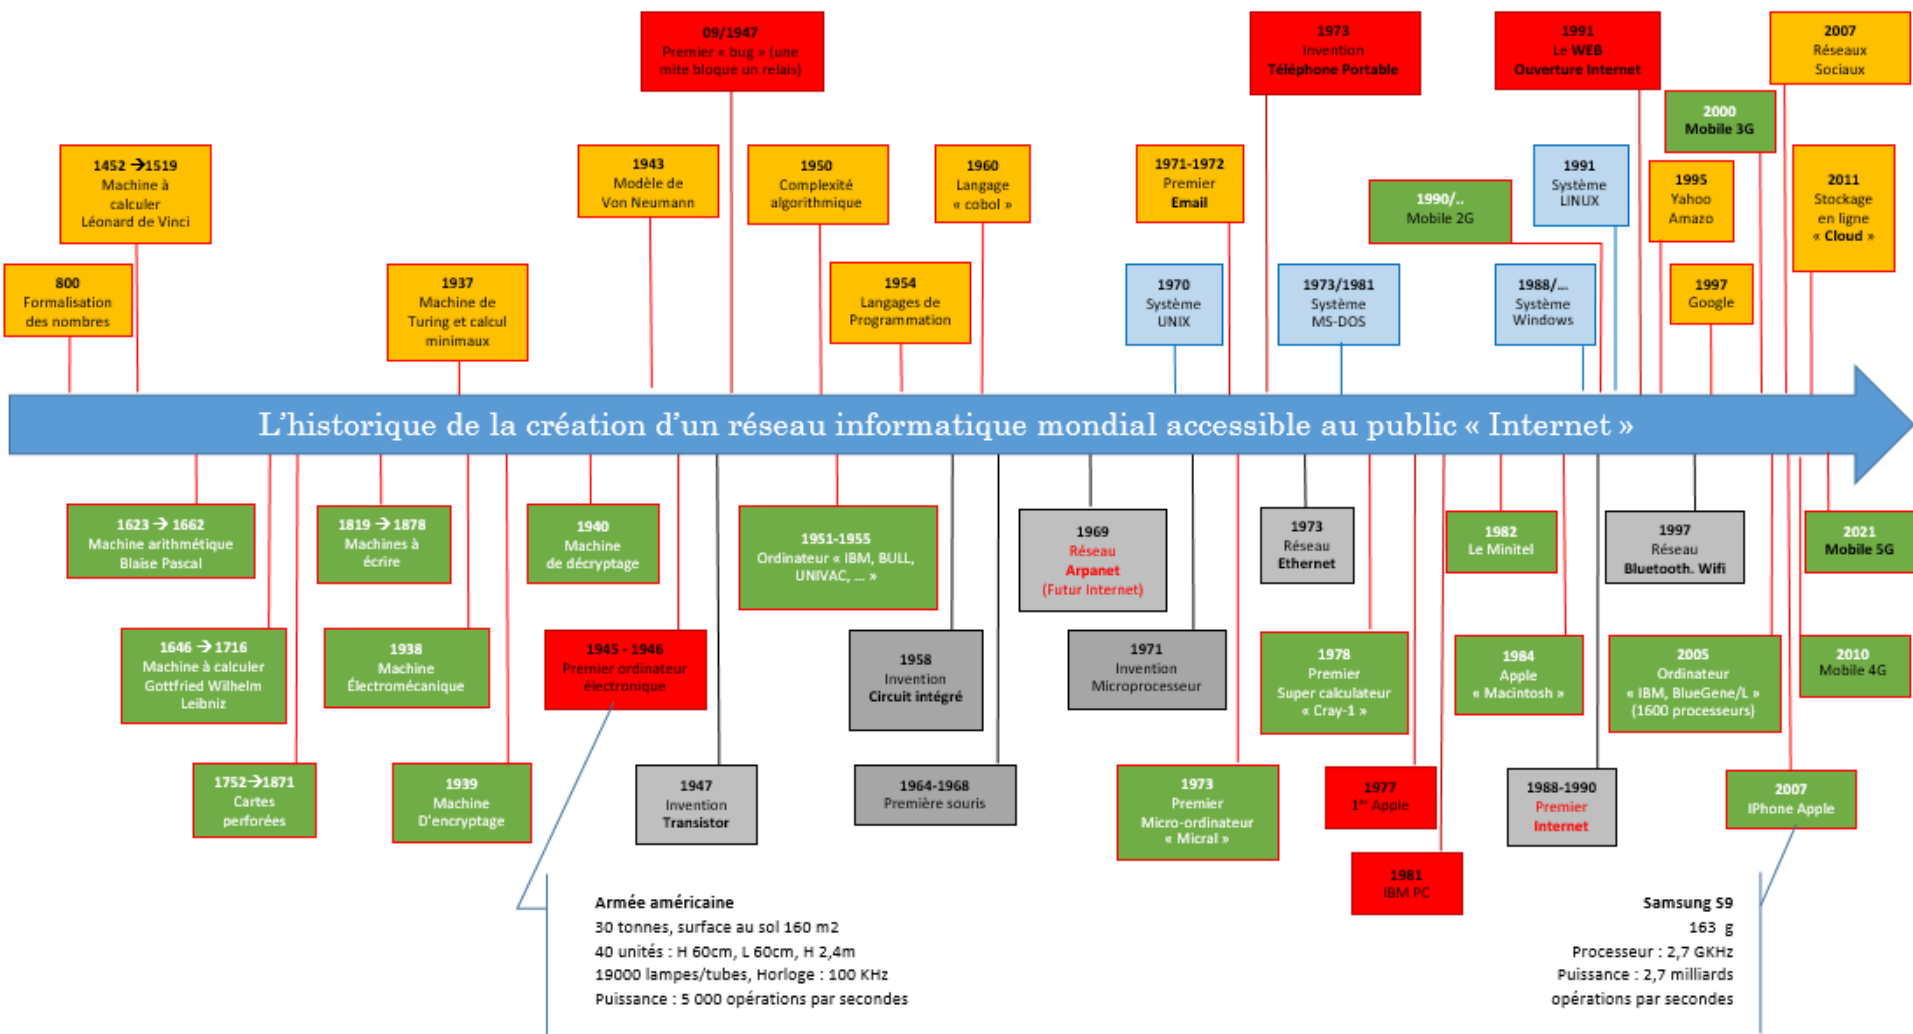 09/1947
Premier « bug » (une
mite bloque un relais)
1973
Invention
Téléphone Portable
1991
Le WEB
Ouverture Internet
2007
Réseaux
Sociaux
2000
Mobile 3G
1452 →1519
Machine à
calculer
Léonard de Vinci
1943
Modèle de
Von Neumann
1950
Complexité
algorithmique
1960
Langage
« cobol »
1971-1972
Premier
Email
1990/..
Mobile 2G
1991
Système
LINUX
1995
Yahoo
Amazo
2011
Stockage
en ligne
« Cloud »
800
Formalisation
des nombres
1937
Machine de
Turing et calcul
minimaux
1954
Langages de
Programmation
1970
Système
UNIX
1973/1981
Système
MS-DOS
1988/...
Système
Windows
1997
Google
L'historique de la création d'un réseau informatique mondial accessible au public « Internet »
1623 → 1662
Machine arithmétique
Blaise Pascal
1819 → 1878
Machines à
écrire
1940
Machine
de décryptage
1951-1955
Ordinateur « IBM, BULL,
UNIVAC, ... »
1969
Réseau
Arpanet
(Futur Internet)
1973
Réseau
Ethernet
1982
Le Minitel
1997
Réseau
Bluetooth. Wifi
2021
Mobile 5G
1646 → 1716
Machine à calculer
Gottfried Wilhelm
Leibniz
1938
Machine
Électromécanique
1945 - 1946
Premier ordinateur
électronique
1958
Invention
Circuit intégré
1971
Invention
Microprocesseur
1978
Premier
Super calculateur
« Cray-1 »
1984
Apple
« Macintosh »
2005
Ordinateur
« IBM, BlueGene/L »
(1600 processeurs)
2010
Mobile 4G
1752→1871
Cartes
perforées
1939
Machine
D'encryptage
1947
Invention
Transistor
1964-1968
Première souris
1973
Premier
Micro-ordinateur
« Micral »
1977
1er Apple
1988-1990
Premier
Internet
2007
IPhone Apple
1981
IBM PC
Armée américaine
30 tonnes, surface au sol 160 m2
40 unités : H 60cm, L 60cm, H 2,4m
19000 lampes/tubes, Horloge : 100 KHz
Puissance : 5 000 opérations par secondes
Samsung S9
163 g
Processeur : 2,7 GKHz
Puissance : 2,7 milliards
opérations par secondes